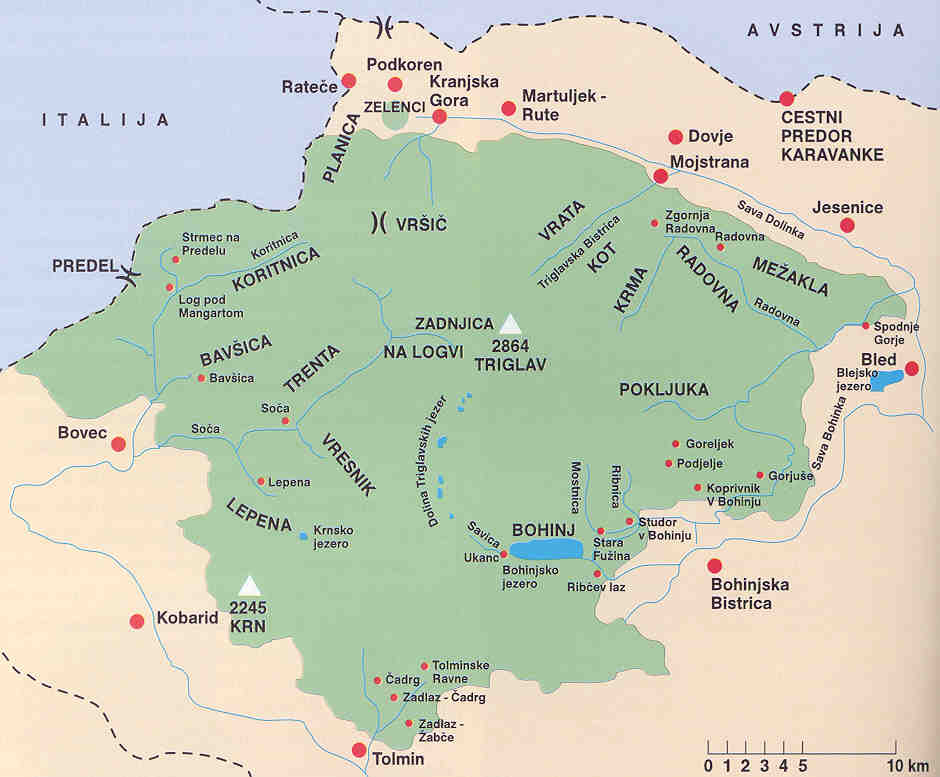 AVSTRIJA
ITALIJA
Podkoren
Rateče
Kranjska
Gora
ZELENCI
Martuljek -
Rute
CESTNI
PREDOR
KARAVANKE
Dovje
Mojstrana
PLANICA
VRŠIČ
VRATA
Triglavska Bistrica
KOT
KRMA
Zgornja
Radovna
Radovna
RADOVNA
Radovna
MEŽAKLA
Sava Dolinka
Jesenice
Strmec na
Predelu
Koritnica
KORITNICA
PREDEL
Log pod
Mangartom
BAVŠICA
Bavšica
TRENTA
ZADNJICA
NA LOGVI
2864
TRIGLAV
Spodnje
Gorje
Bled
Blejsko
jezero
POKLJUKA
Sava Bohinka
Bovec
Soča
Soča
VRESNIK
Lepena
LEPENA
Krnsko
jezero
Dolina Triglavskih jezer
Goreljek
Podjelje
Koprivnik
V Bohinju
Gorjuše
Mostnica
Ribnica
Studor
v Bohinju
Stara
Fužina
BOHINJ
Savica
Ukanc
Bohinjsko
jezero
Ribčev laz
Bohinjska
Bistrica
2245
KRN
Kobarid
Tolminske
Ravne
Čadrg
Zadlaz - Čadrg
Zadlaz -
Žabče
Tolmin
0 1 2 3 4 5 10 km